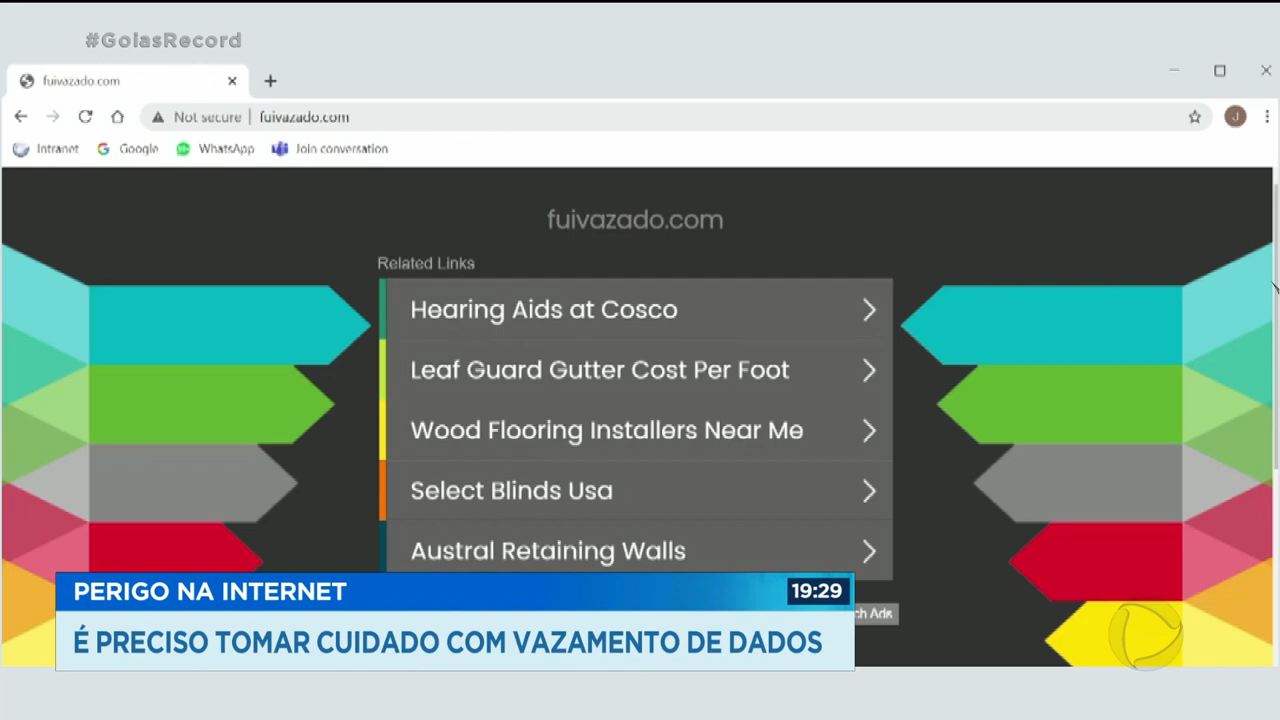 #GoiasRecord
fuivazado.com
Not secure | fuivazado.com
J
Intranet
Google
WhatsApp
Join conversation
fuivazado.com
Related Links
Hearing Aids at Cosco
Leaf Guard Gutter Cost Per Foot
Wood Flooring Installers Near Me
Select Blinds Usa
Austral Retaining Walls
Ads
PERIGO NA INTERNET
19:29
É PRECISO TOMAR CUIDADO COM VAZAMENTO DE DADOS